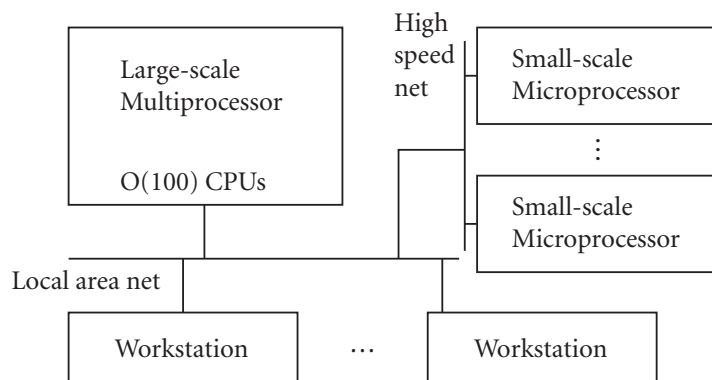 Large-scale
Multiprocessor
O(100) CPUs
High
speed
net
Small-scale
Microprocessor
⋮
Small-scale
Microprocessor
Local area net
Workstation
...
Workstation